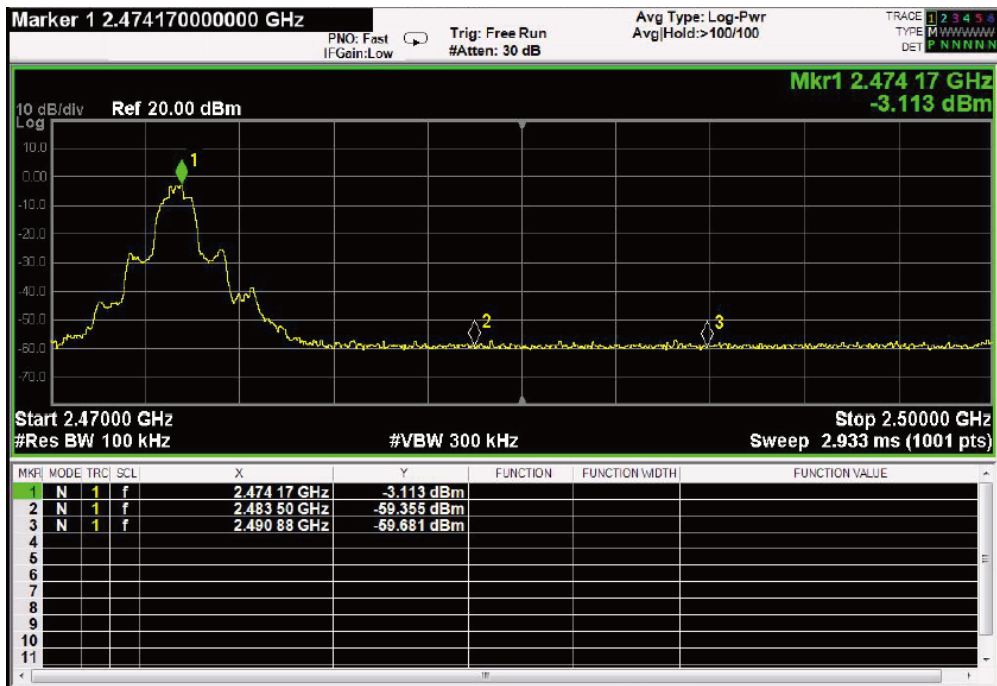 Marker 1 2.474170000000 GHz
PNO: Fast
IFGain:Low
Trig: Free Run
#Atten: 30 dB
Avg Type: Log-Pwr
Avg|Hold:>100/100
TRACE 1 2 3 4 5 6
TYPE M WWWWW
DET P N N N N N
Mkr1 2.474 17 GHz
-3.113 dBm
10 dB/div Ref 20.00 dBm
Log
10.0
0.00
-10.0
-20.0
-30.0
-40.0
-50.0
-60.0
-70.0
1
2
3
Start 2.47000 GHz
Stop 2.50000 GHz
#Res BW 100 kHz
#VBW 300 kHz
Sweep 2.933 ms (1001 pts)
MKR MODE TRC SCL X Y FUNCTION FUNCTION WIDTH FUNCTION VALUE
1 N 1 f 2.474 17 GHz -3.113 dBm
2 N 1 f 2.483 50 GHz -59.355 dBm
3 N 1 f 2.490 88 GHz -59.681 dBm
4
5
6
7
8
9
10
11